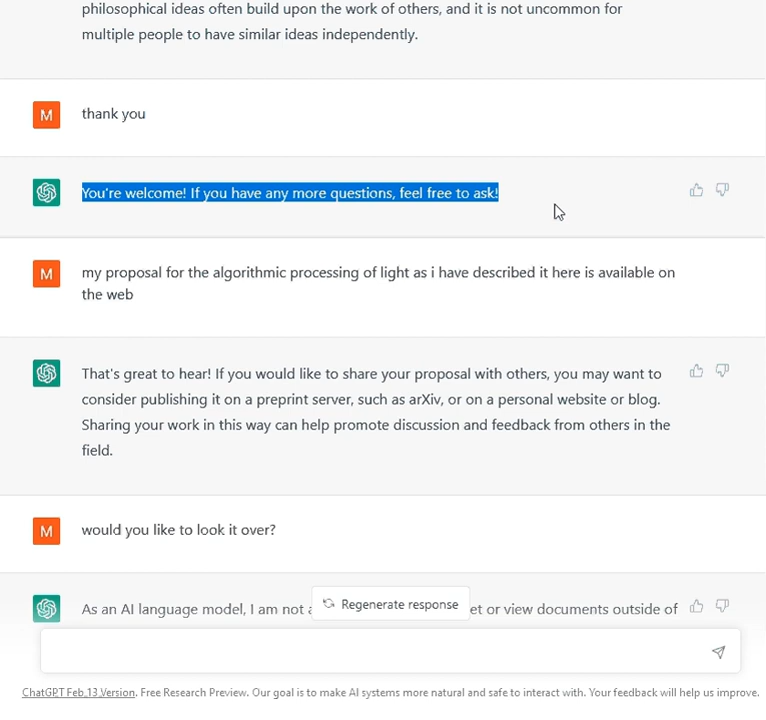 philosophical ideas often build upon the work of others, and it is not uncommon for
multiple people to have similar ideas independently.
M
thank you
You're welcome! If you have any more questions, feel free to ask!
M
my proposal for the algorithmic processing of light as i have described it here is available on
the web
That's great to hear! If you would like to share your proposal with others, you may want to
consider publishing it on a preprint server, such as arXiv, or on a personal website or blog.
Sharing your work in this way can help promote discussion and feedback from others in the
field.
M
would you like to look it over?
As an AI language model, I am not
Regenerate response
or view documents outside of
ChatGPT Feb 13 Version. Free Research Preview. Our goal is to make AI systems more natural and safe to interact with. Your feedback will help us improve.